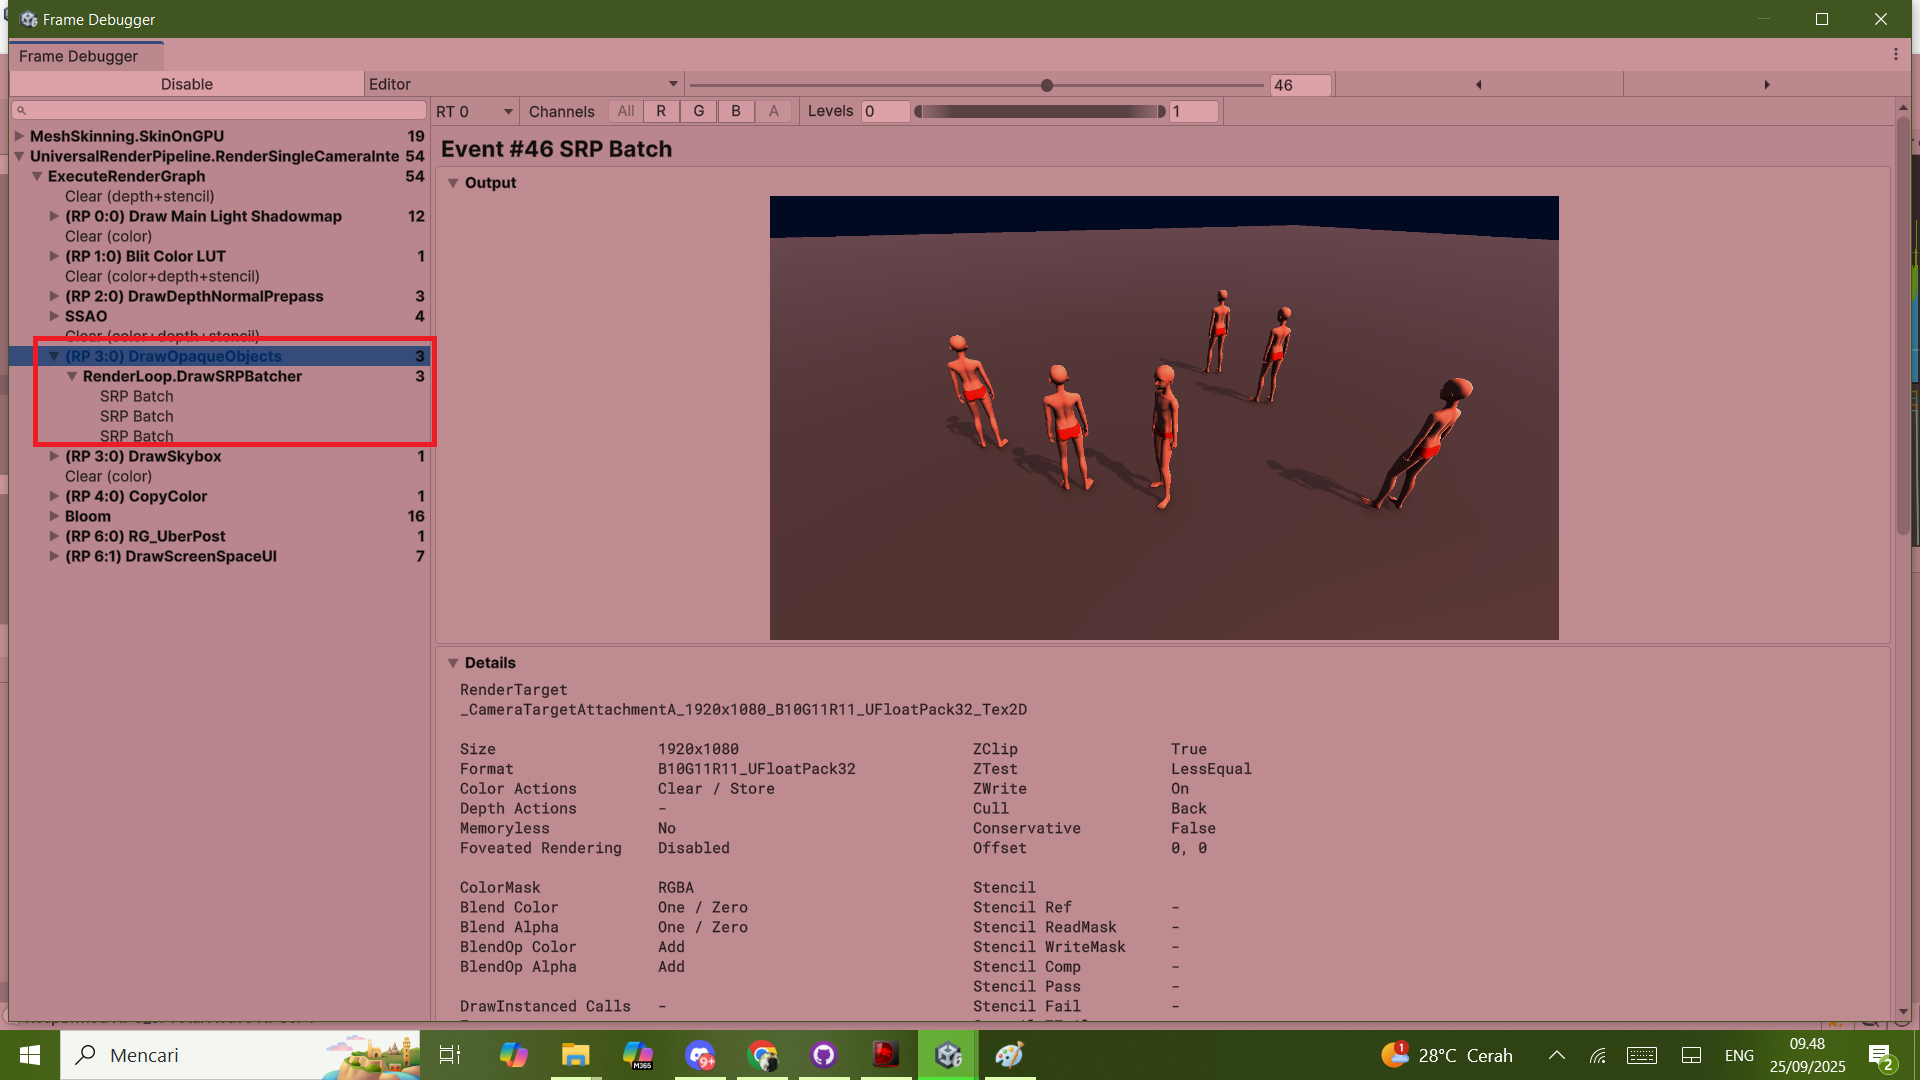 Frame Debugger
Frame Debugger
Disable
Editor
46
RT 0
Channels
All
R
G
B
A
Levels
0
1
MeshSkinning.SkinOnGPU 19
UniversalRenderPipeline.RenderSingleCameraInte 54
ExecuteRenderGraph 54
Clear (depth+stencil)
(RP 0:0) Draw Main Light Shadowmap 12
Clear (color)
(RP 1:0) Blit Color LUT 1
Clear (color+depth+stencil)
(RP 2:0) DrawDepthNormalPrepass 3
SSAO 4
Clear (color+depth+stencil)
(RP 3:0) DrawOpaqueObjects 3
RenderLoop.DrawSRPBatcher 3
SRP Batch
SRP Batch
SRP Batch
(RP 3:0) DrawSkybox 1
Clear (color)
(RP 4:0) CopyColor 1
Bloom 16
(RP 6:0) RG_UberPost 1
(RP 6:1) DrawScreenSpaceUI 7
Event #46 SRP Batch
Output
Details
RenderTarget
_CameraTargetAttachmentA_1920x1080_B10G11R11_UFloatPack32_Tex2D
Size 1920x1080 ZClip True
Format B10G11R11_UFloatPack32 ZTest LessEqual
Color Actions Clear / Store ZWrite On
Depth Actions - Cull Back
Memoryless No Conservative False
Foveated Rendering Disabled Offset 0, 0
ColorMask RGBA Stencil
Blend Color One / Zero Stencil Ref -
Blend Alpha One / Zero Stencil ReadMask -
BlendOp Color Add Stencil WriteMask -
BlendOp Alpha Add Stencil Comp -
Stencil Pass -
DrawInstanced Calls - Stencil Fail -
Mencari
M365
9+
6
1
28°C Cerah
ENG
09.48
25/09/2025
2